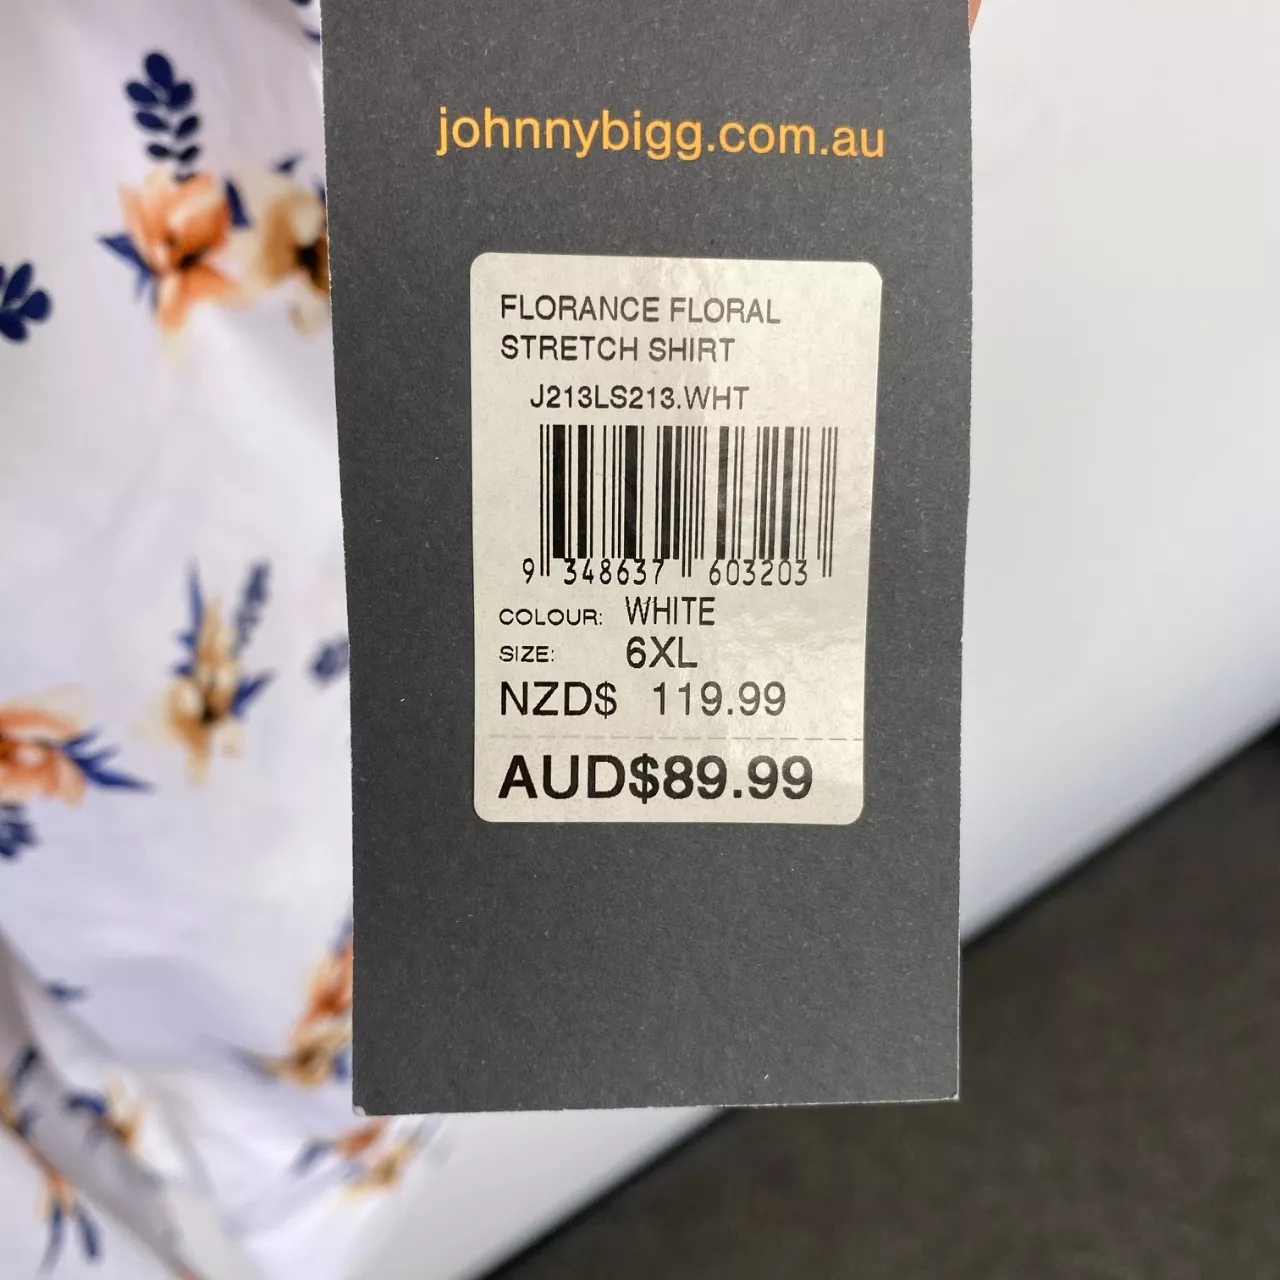 johnnybigg.com.au
FLORANCE FLORAL
STRETCH SHIRT
J213LS213.WHT
9 348637 603203
COLOUR: WHITE
SIZE: 6XL
NZD$ 119.99
AUD$89.99